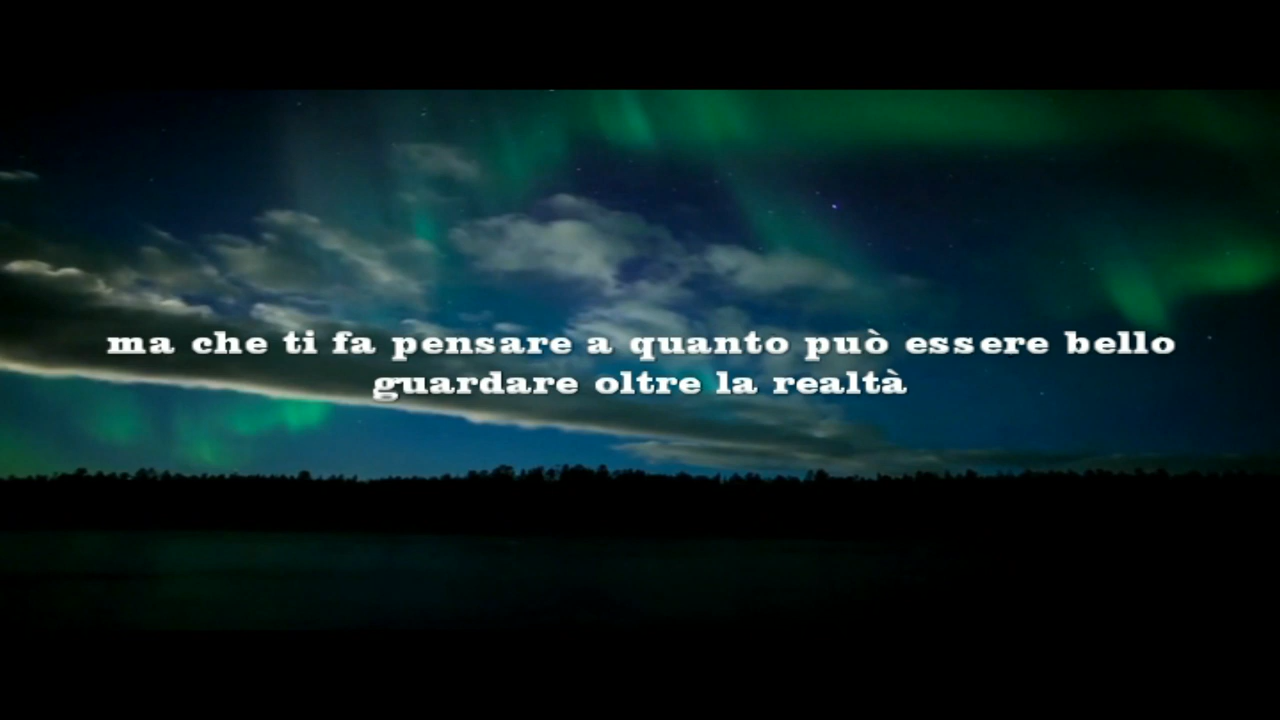 ma che ti fa pensare a quanto può essere bello
guardare oltre la realtà